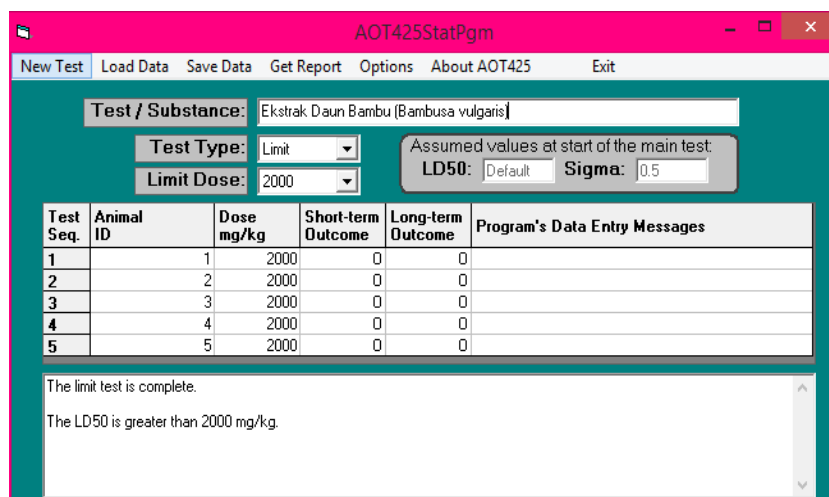 AOT425StatPgm
New Test Load Data Save Data Get Report Options About AOT425 Exit
Test / Substance: Ekstrak Daun Bambu (Bambusa vulgaris)
Test Type: Limit
Limit Dose: 2000
Assumed values at start of the main test:
LD50: Default Sigma: 0.5
Test Seq. Animal ID Dose mg/kg Short-term Outcome Long-term Outcome Program's Data Entry Messages
1 1 2000 0 0
2 2 2000 0 0
3 3 2000 0 0
4 4 2000 0 0
5 5 2000 0 0
The limit test is complete.
The LD50 is greater than 2000 mg/kg.